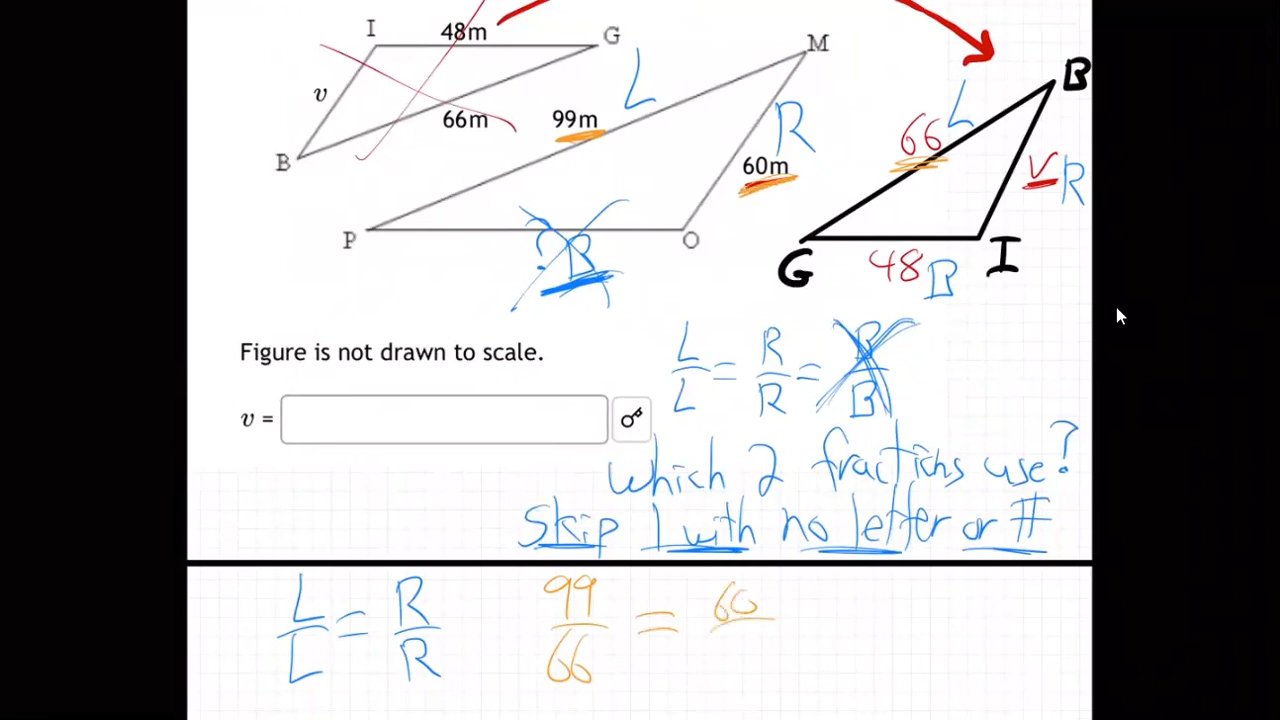 I 48m G M
L B
v R L
66m 99m 66
B 60m V R
P ? B O
G 48 B I
L/L = R/R = B/B
Figure is not drawn to scale.
v =
Which 2 fractions use?
Skip 1 with no letter or #
L/L = R/R 99/66 = 60/